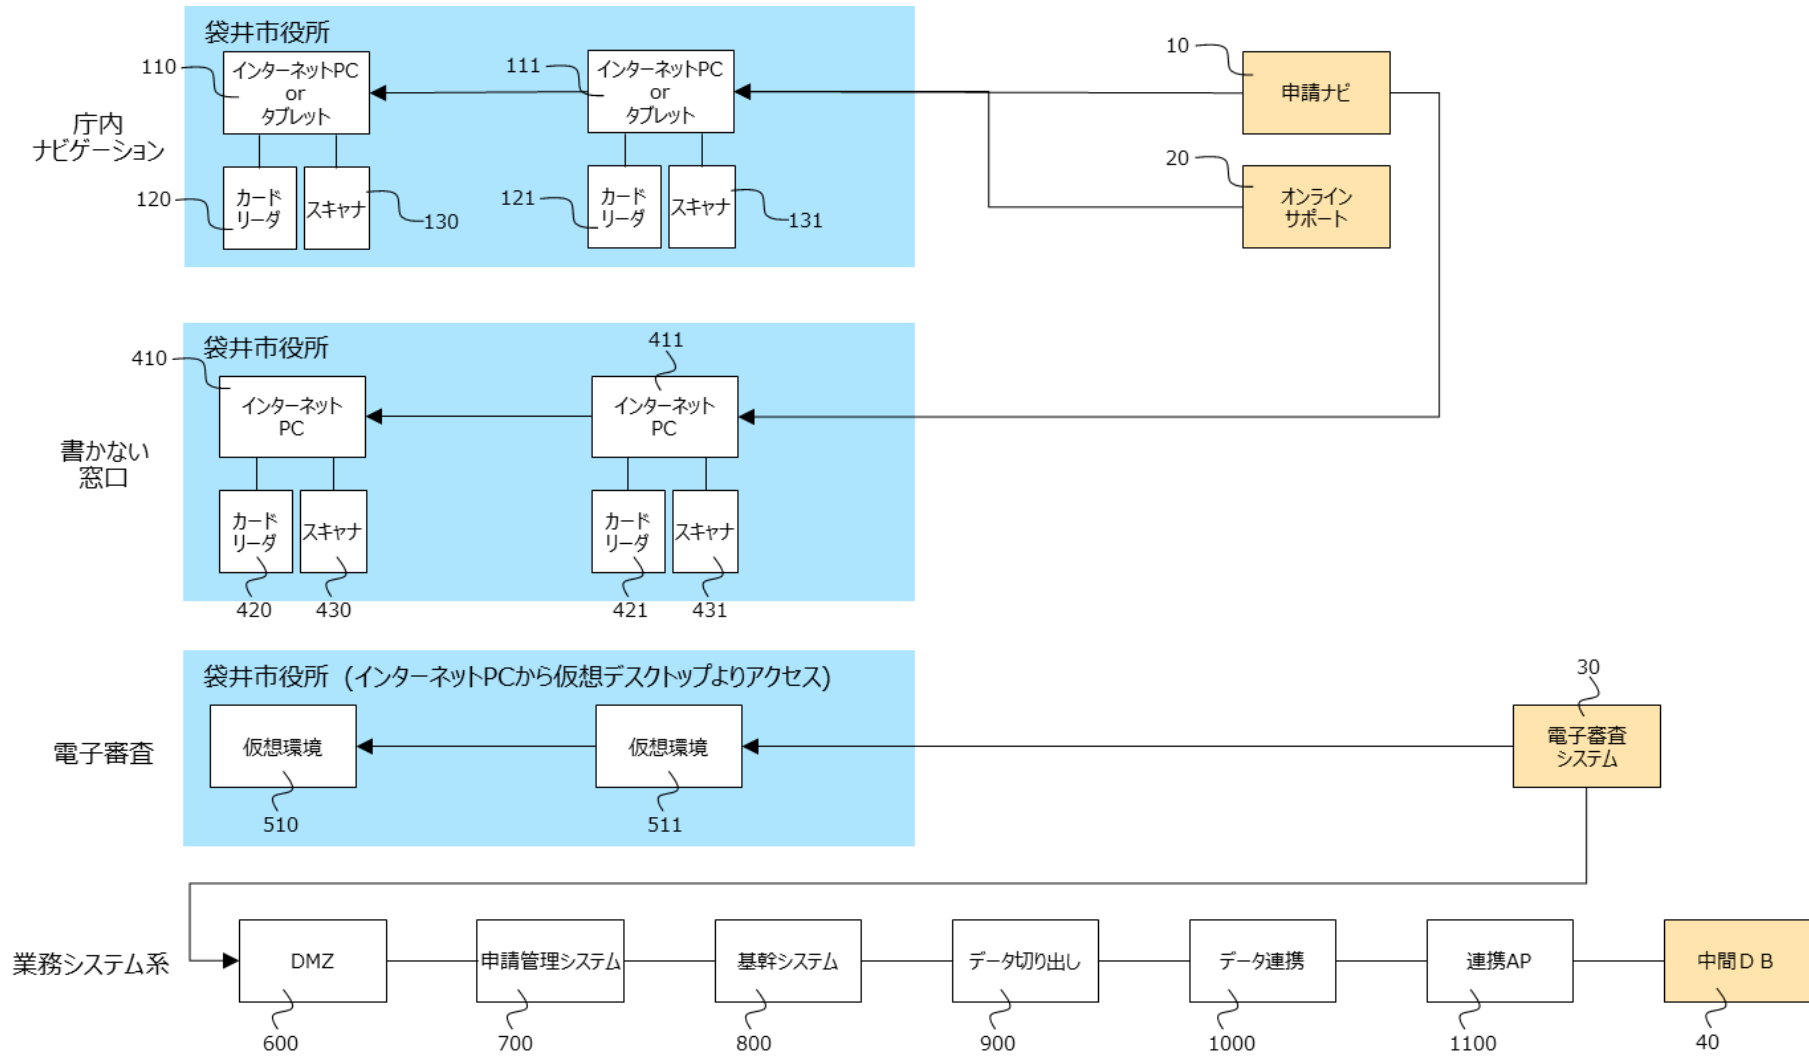 袋井市役所
110
インターネットPC
or
タブレット
111
インターネットPC
or
タブレット
10
申請ナビ
庁内
ナビゲーション
120
カード
リーダ
スキャナ
130
121
カード
リーダ
スキャナ
131
20
オンライン
サポート
袋井市役所
410
インターネット
PC
411
インターネット
PC
書かない
窓口
カード
リーダ
スキャナ
カード
リーダ
スキャナ
420
430
421
431
袋井市役所 (インターネットPCから仮想デスクトップよりアクセス)
30
電子審査
仮想環境
仮想環境
電子審査
システム
510
511
業務システム系
DMZ
申請管理システム
基幹システム
データ切り出し
データ連携
連携AP
中間ＤＢ
600
700
800
900
1000
1100
40